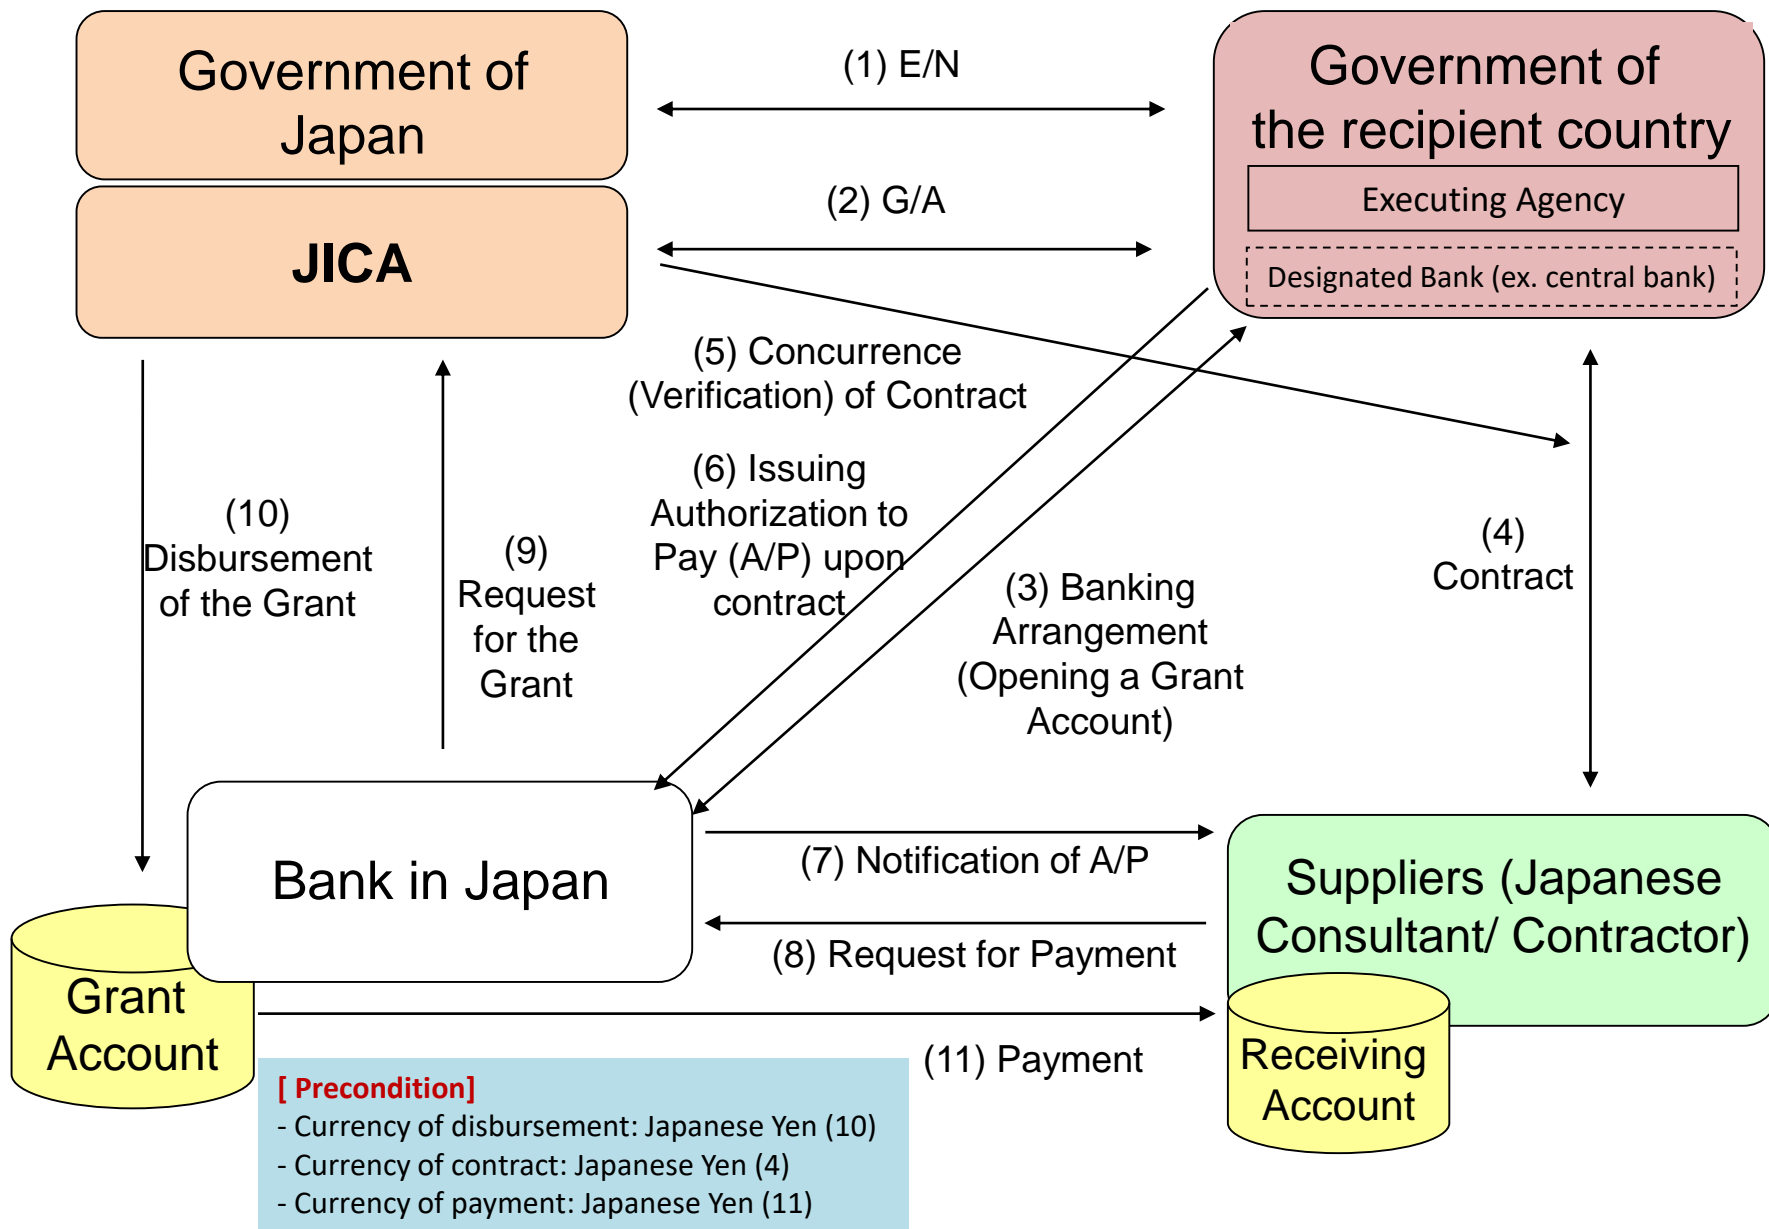 Government of
Japan
(1) E/N
Government of
the recipient country
Executing Agency
Designated Bank (ex. central bank)
JICA
(2) G/A
(5) Concurrence
(Verification) of Contract
(6) Issuing
Authorization to
Pay (A/P) upon
contract
(10)
Disbursement
of the Grant
(9)
Request
for the
Grant
(3) Banking
Arrangement
(Opening a Grant
Account)
(4)
Contract
Bank in Japan
(7) Notification of A/P
(8) Request for Payment
Suppliers (Japanese
Consultant/ Contractor)
Grant
Account
(11) Payment
Receiving
Account
[ Precondition]
- Currency of disbursement: Japanese Yen (10)
- Currency of contract: Japanese Yen (4)
- Currency of payment: Japanese Yen (11)